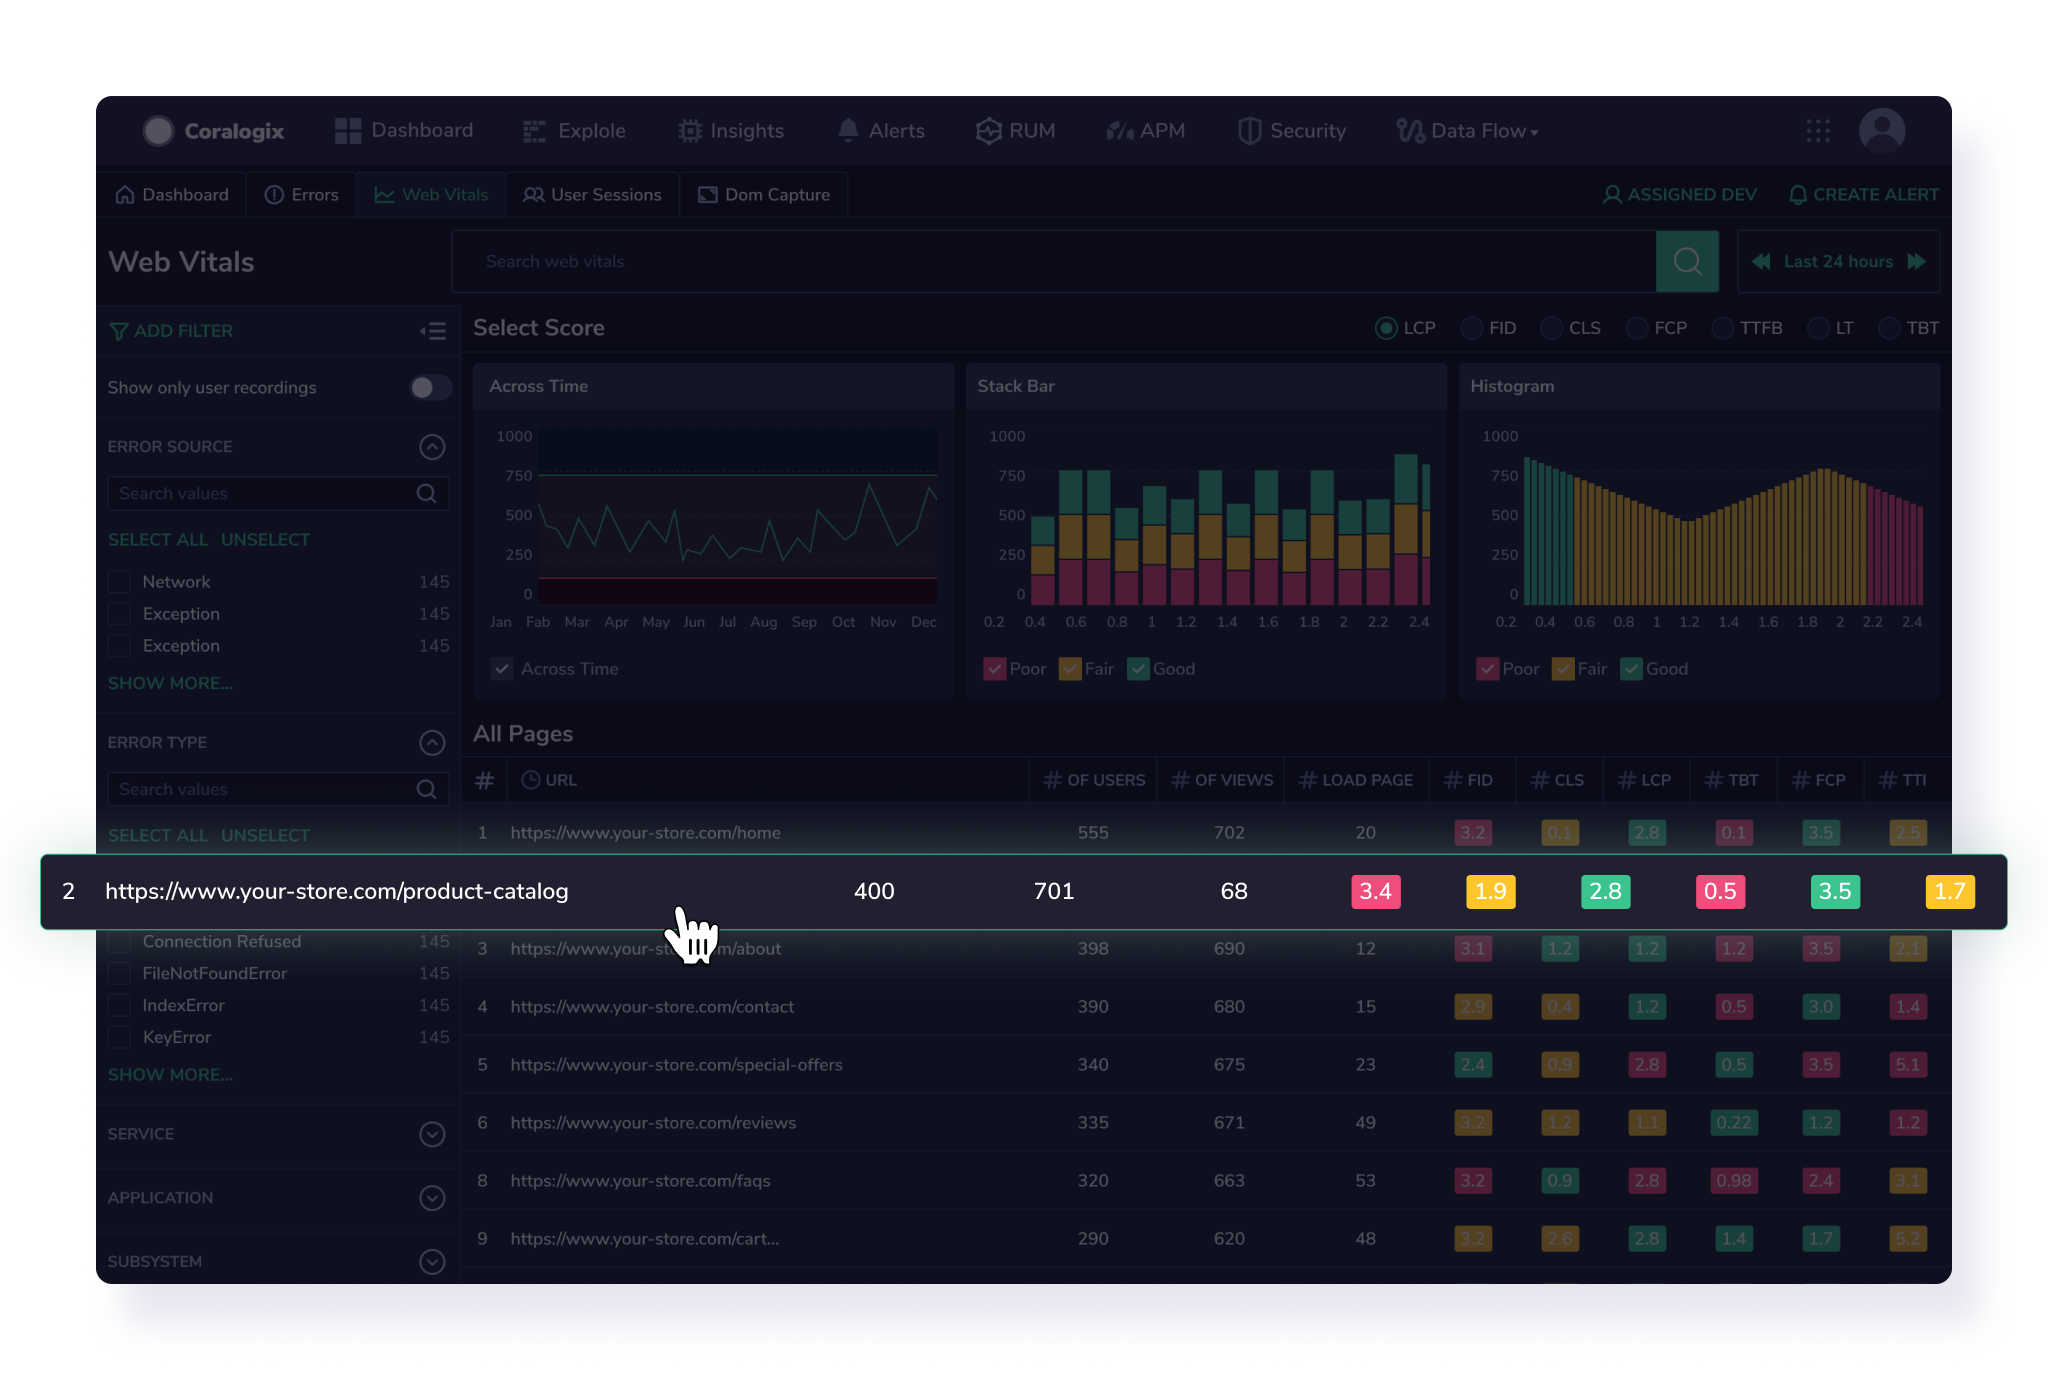 Coralogix Dashboard Explole Insights Alerts RUM APM Security Data Flow
Dashboard Errors Web Vitals User Sessions Dom Capture ASSIGNED DEV CREATE ALERT
Web Vitals Search web vitals Last 24 hours
ADD FILTER
Show only user recordings
ERROR SOURCE
Search values
SELECT ALL UNSELECT
Network 145
Exception 145
Exception 145
SHOW MORE...
ERROR TYPE
Search values
SELECT ALL UNSELECT
Connection Refused 145
FileNotFoundError 145
IndexError 145
KeyError 145
SHOW MORE...
SERVICE
APPLICATION
SUBSYSTEM
Select Score LCP FID CLS FCP TTFB LT TBT
Across Time
1000
750
500
250
0
Jan Fab Mar Apr May Jun Jul Aug Sep Oct Nov Dec
Across Time
Stack Bar
1000
750
500
250
0
0.2 0.4 0.6 0.8 1 1.2 1.4 1.6 1.8 2 2.2 2.4
Poor Fair Good
Histogram
1000
750
500
250
0
0.2 0.4 0.6 0.8 1 1.2 1.4 1.6 1.8 2 2.2 2.4
Poor Fair Good
All Pages
# URL # OF USERS # OF VIEWS # LOAD PAGE # FID # CLS # LCP # TBT # FCP # TTI
1 https://www.your-store.com/home 555 702 20 3.2 0.1 2.8 0.1 3.5 2.5
2 https://www.your-store.com/product-catalog 400 701 68 3.4 1.9 2.8 0.5 3.5 1.7
3 https://www.your-store.com/about 398 690 12 3.1 1.2 1.2 1.2 3.5 2.1
4 https://www.your-store.com/contact 390 680 15 2.9 0.4 1.2 0.5 3.0 1.4
5 https://www.your-store.com/special-offers 340 675 23 2.4 0.9 2.8 0.5 3.5 5.1
6 https://www.your-store.com/reviews 335 671 49 3.2 1.2 1.1 0.22 1.2 1.2
8 https://www.your-store.com/faqs 320 663 53 3.2 0.9 2.8 0.98 2.4 3.1
9 https://www.your-store.com/cart... 290 620 48 3.2 2.6 2.8 1.4 1.7 5.2